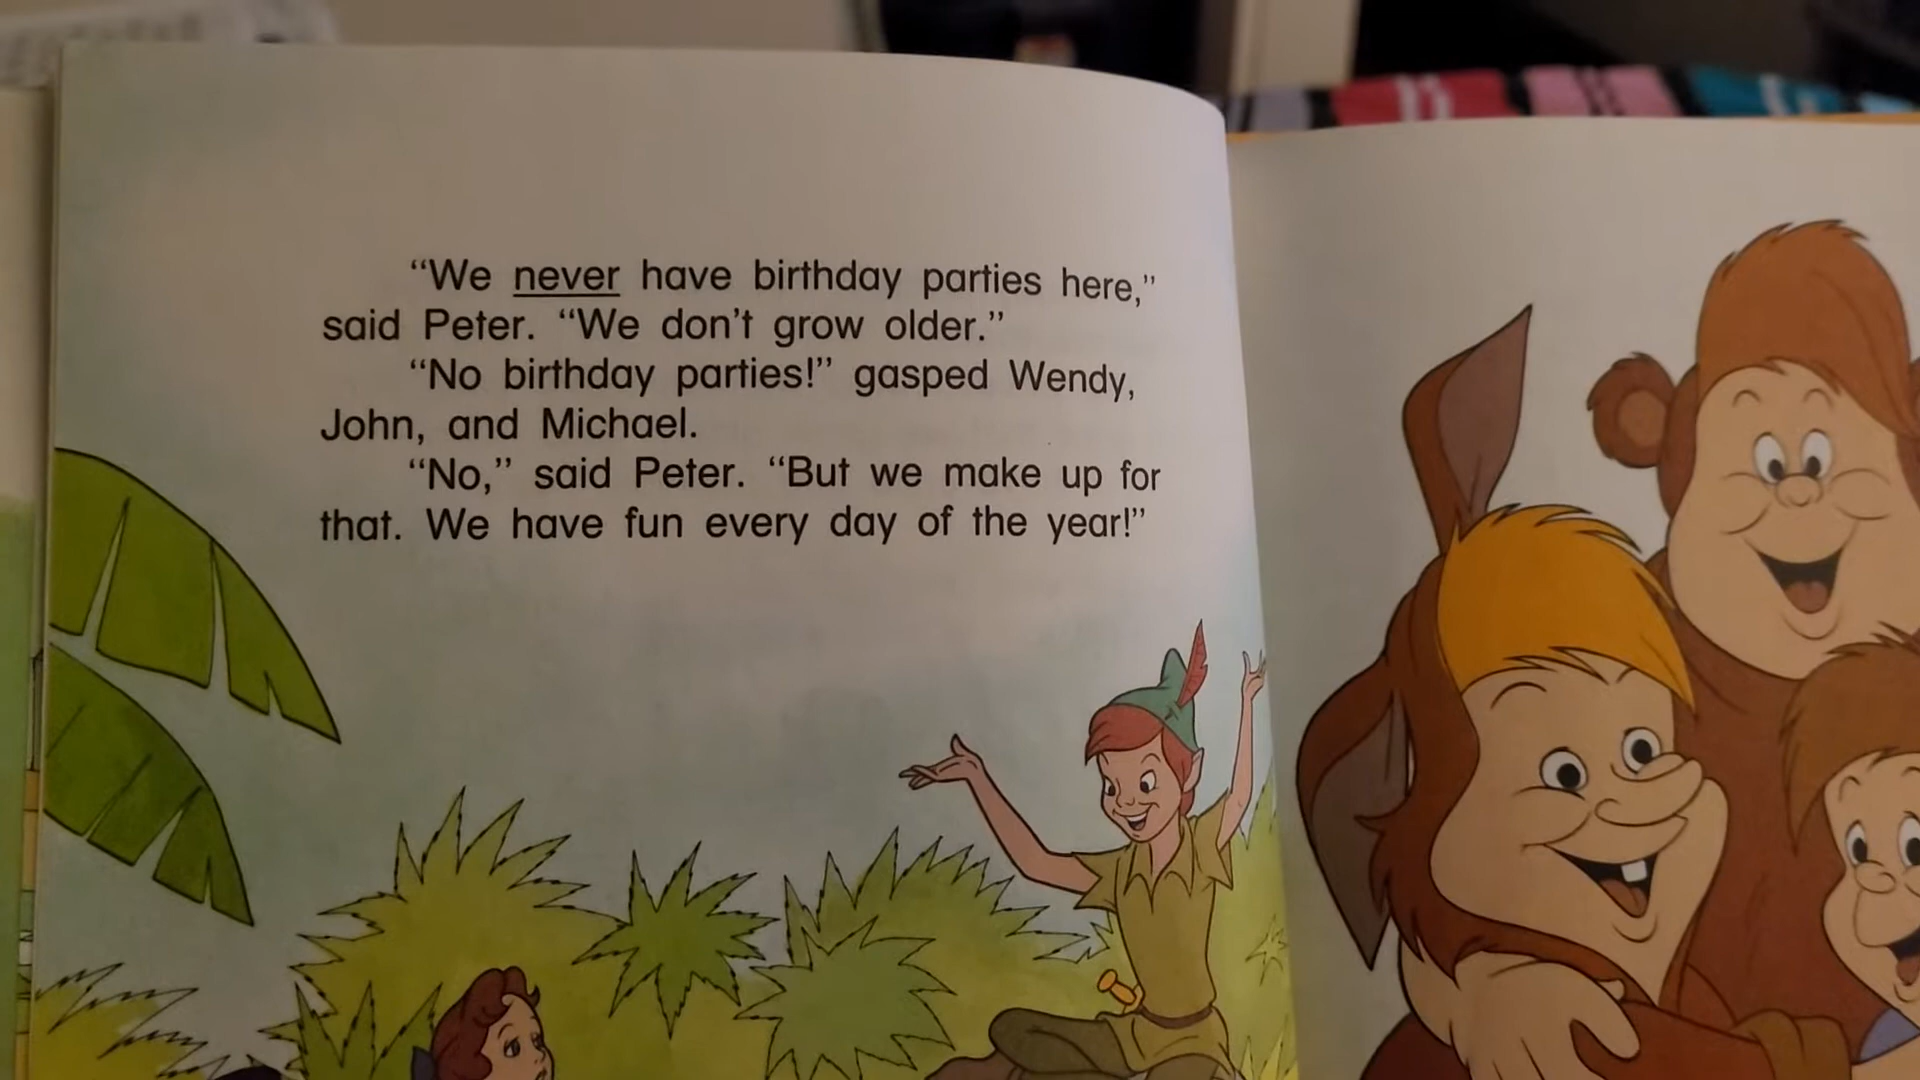 “We never have birthday parties here,”
said Peter. “We don't grow older.”
“No birthday parties!” gasped Wendy,
John, and Michael.
“No,” said Peter. “But we make up for
that. We have fun every day of the year!”